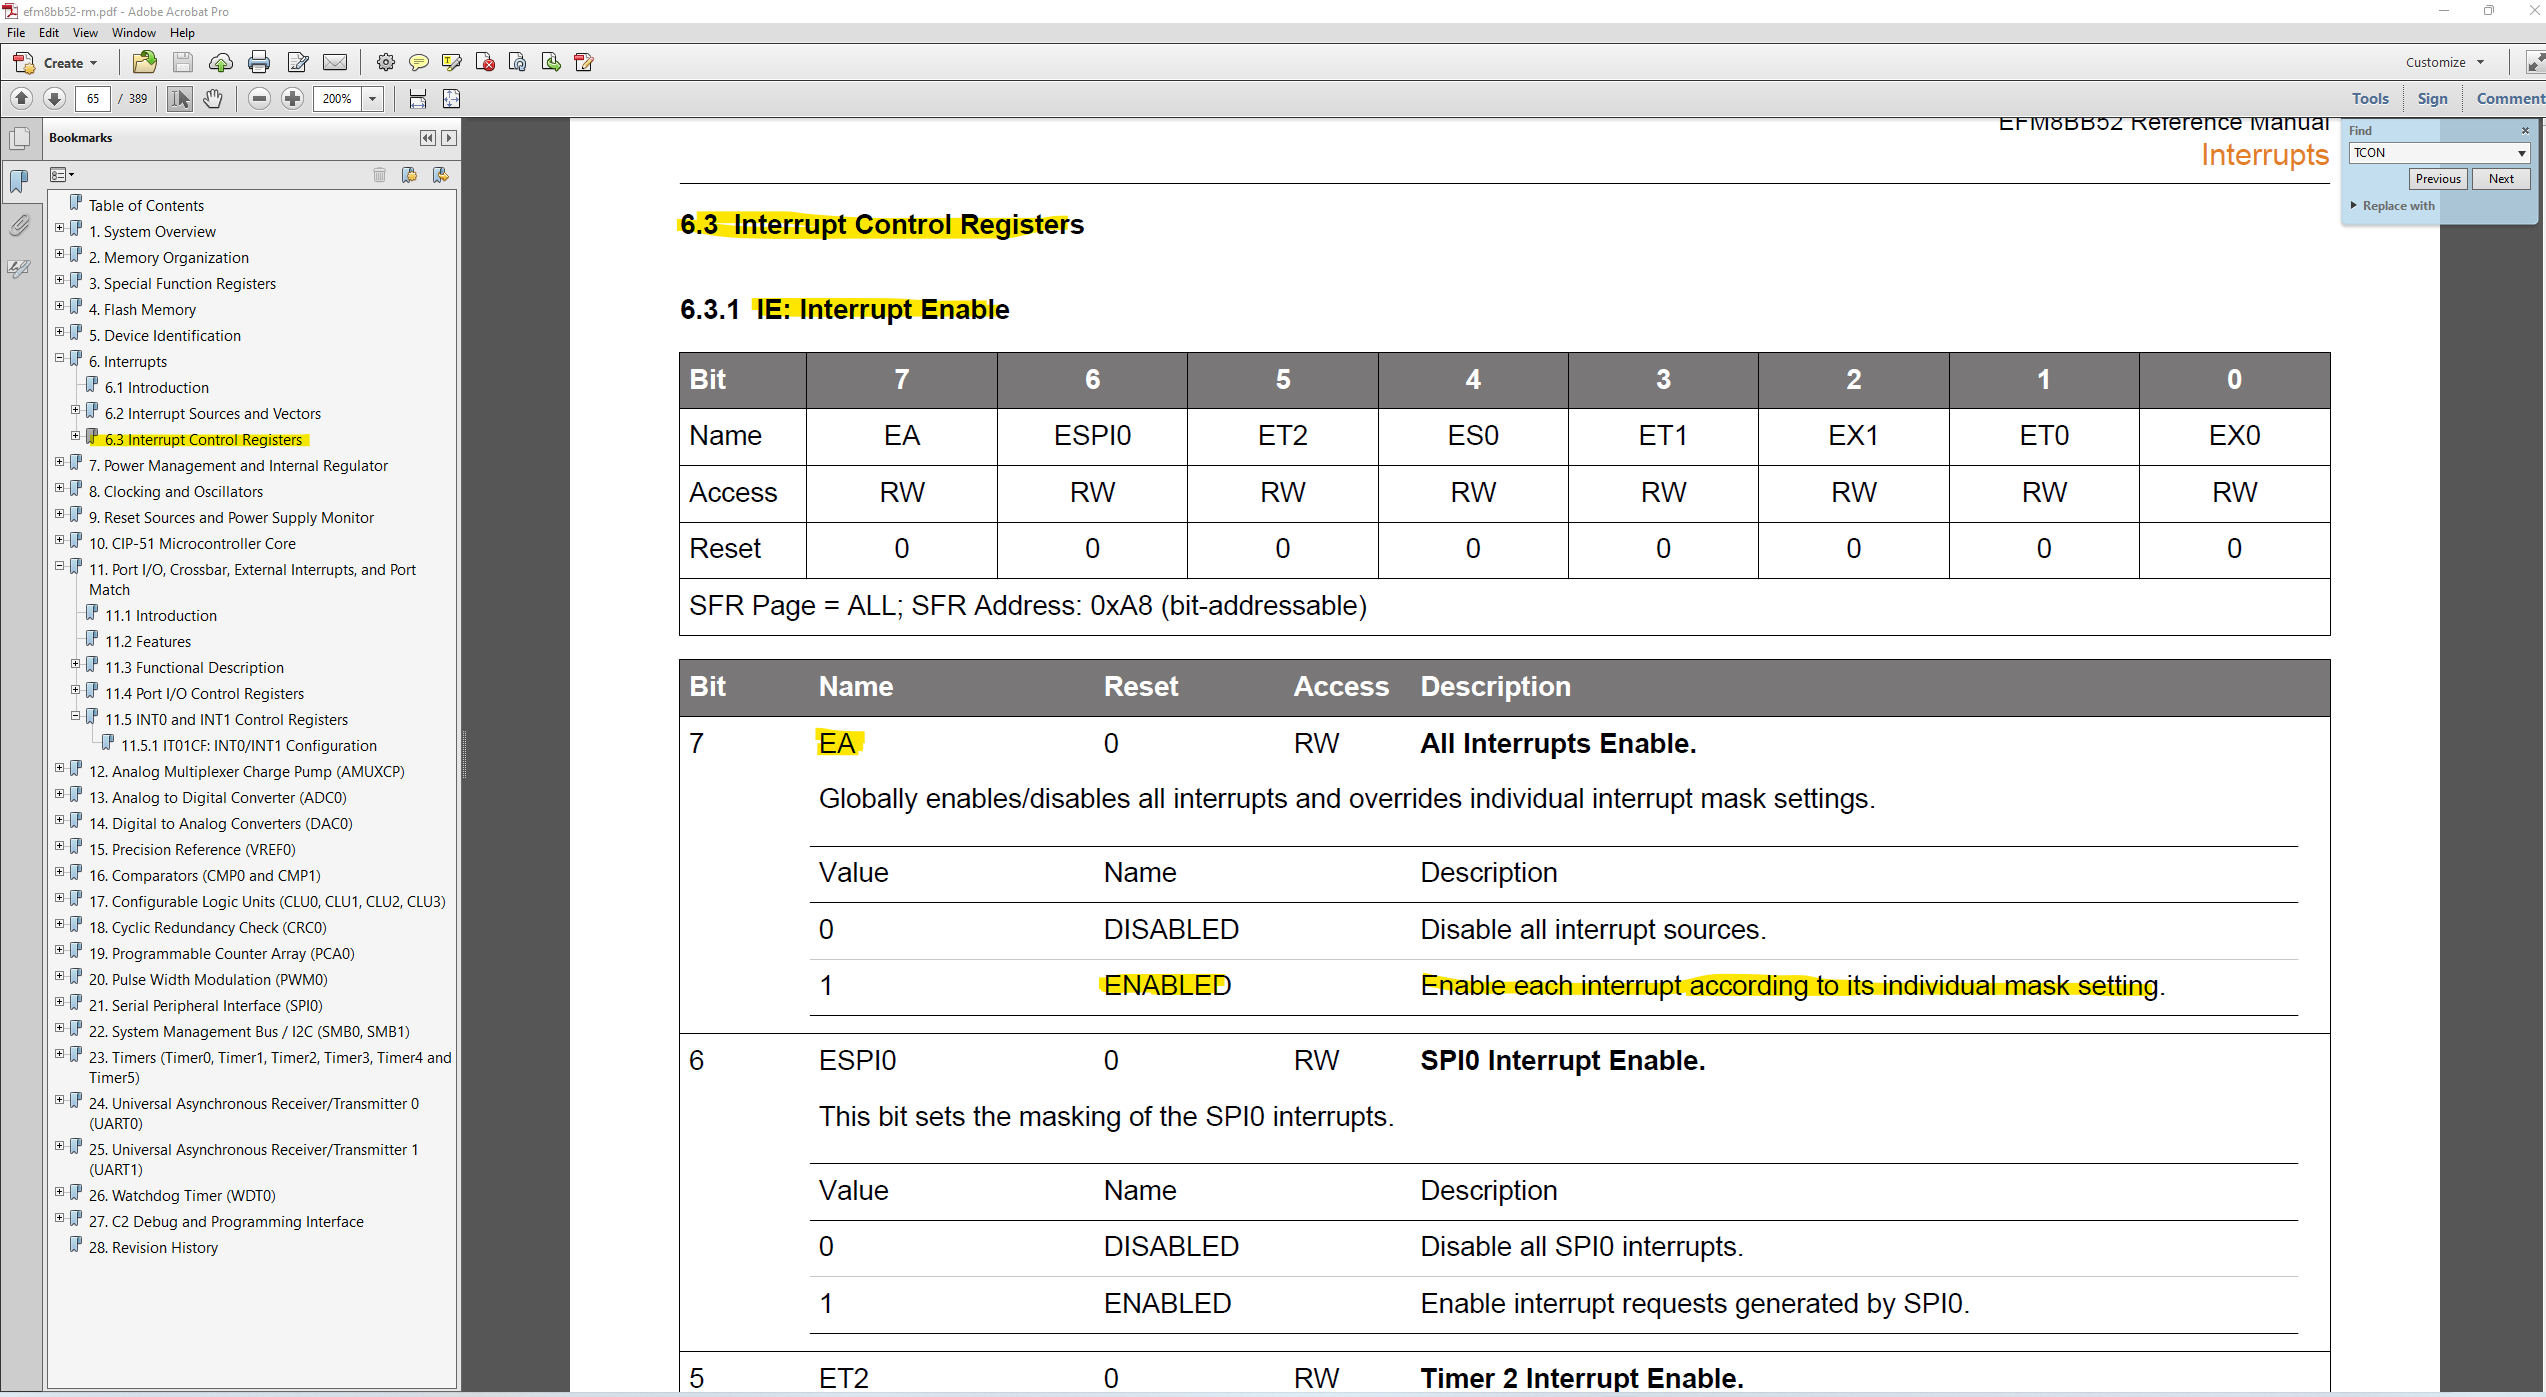 efm8bb52-rm.pdf - Adobe Acrobat Pro
File Edit View Window Help
Create
Customize
65 / 389
200%
Tools Sign Comment
Bookmarks
Table of Contents
1. System Overview
2. Memory Organization
3. Special Function Registers
4. Flash Memory
5. Device Identification
6. Interrupts
6.1 Introduction
6.2 Interrupt Sources and Vectors
6.3 Interrupt Control Registers
7. Power Management and Internal Regulator
8. Clocking and Oscillators
9. Reset Sources and Power Supply Monitor
10. CIP-51 Microcontroller Core
11. Port I/O, Crossbar, External Interrupts, and Port
Match
11.1 Introduction
11.2 Features
11.3 Functional Description
11.4 Port I/O Control Registers
11.5 INT0 and INT1 Control Registers
11.5.1 IT01CF: INT0/INT1 Configuration
12. Analog Multiplexer Charge Pump (AMUXCP)
13. Analog to Digital Converter (ADC0)
14. Digital to Analog Converters (DAC0)
15. Precision Reference (VREF0)
16. Comparators (CMP0 and CMP1)
17. Configurable Logic Units (CLU0, CLU1, CLU2, CLU3)
18. Cyclic Redundancy Check (CRC0)
19. Programmable Counter Array (PCA0)
20. Pulse Width Modulation (PWM0)
21. Serial Peripheral Interface (SPI0)
22. System Management Bus / I2C (SMB0, SMB1)
23. Timers (Timer0, Timer1, Timer2, Timer3, Timer4 and
Timer5)
24. Universal Asynchronous Receiver/Transmitter 0
(UART0)
25. Universal Asynchronous Receiver/Transmitter 1
(UART1)
26. Watchdog Timer (WDT0)
27. C2 Debug and Programming Interface
28. Revision History
EFM8BB52 Reference Manual
Interrupts
Find
TCON
Previous Next
Replace with
6.3 Interrupt Control Registers
6.3.1 IE: Interrupt Enable
Bit 7 6 5 4 3 2 1 0
Name EA ESPI0 ET2 ES0 ET1 EX1 ET0 EX0
Access RW RW RW RW RW RW RW RW
Reset 0 0 0 0 0 0 0 0
SFR Page = ALL; SFR Address: 0xA8 (bit-addressable)
Bit Name Reset Access Description
7 EA 0 RW All Interrupts Enable.
Globally enables/disables all interrupts and overrides individual interrupt mask settings.
Value Name Description
0 DISABLED Disable all interrupt sources.
1 ENABLED Enable each interrupt according to its individual mask setting.
6 ESPI0 0 RW SPI0 Interrupt Enable.
This bit sets the masking of the SPI0 interrupts.
Value Name Description
0 DISABLED Disable all SPI0 interrupts.
1 ENABLED Enable interrupt requests generated by SPI0.
5 ET2 0 RW Timer 2 Interrupt Enable.